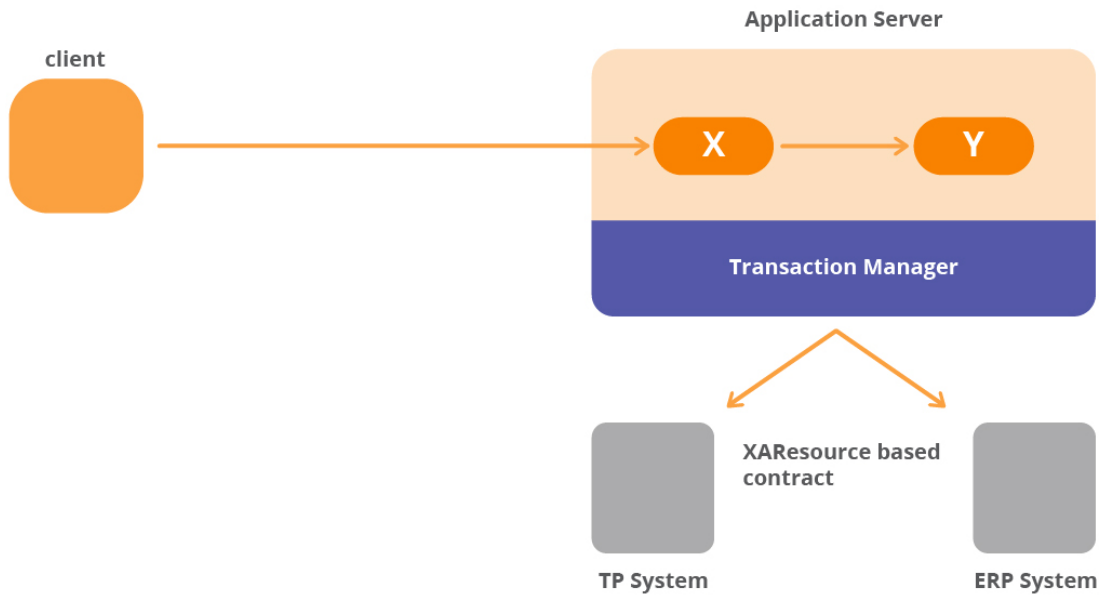 Application Server
client
X
Y
Transaction Manager
XAResource based
contract
TP System
ERP System